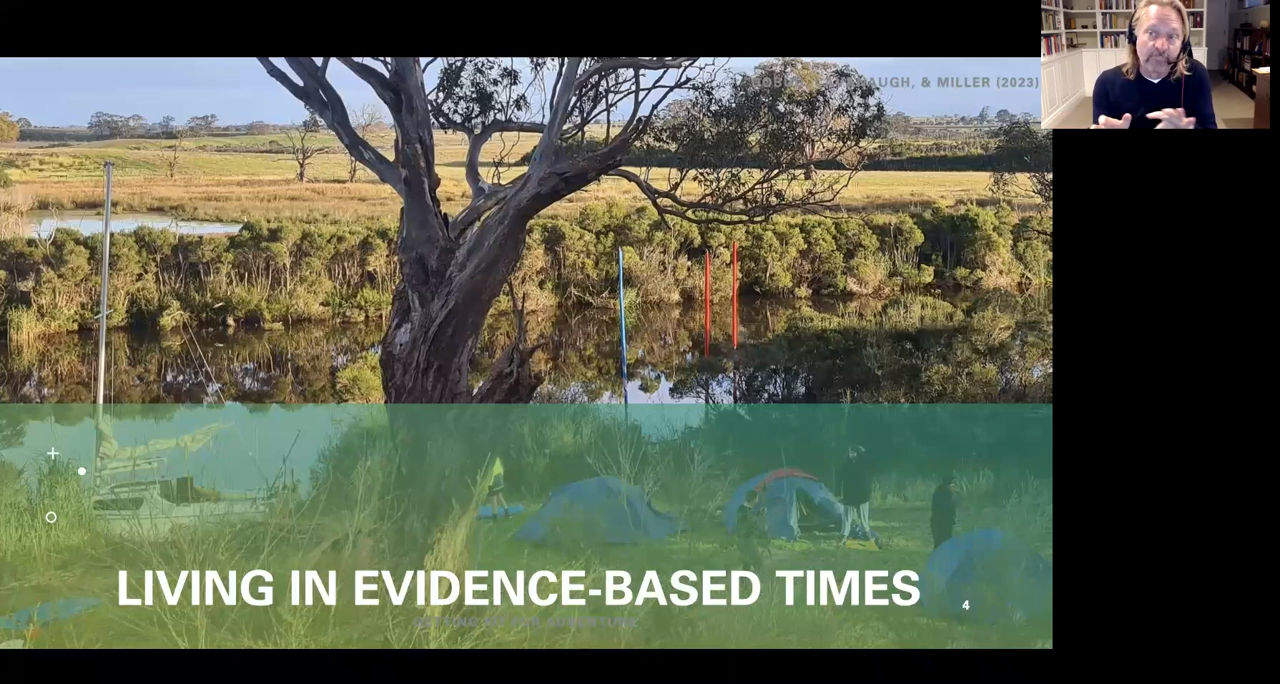 AUGH, & MILLER (2023)
LIVING IN EVIDENCE-BASED TIMES
4